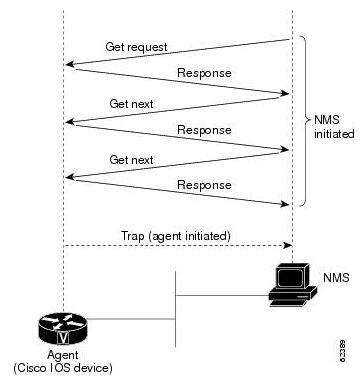 Get request
Response
Get next
Response
Get next
Response
NMS
initiated
Trap (agent initiated)
NMS
V
Agent
(Cisco IOS device)
62389